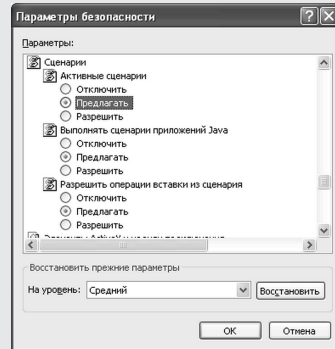 Параметры безопасности
Параметры:
Сценарии
Активные сценарии
Отключить
Предлагать
Разрешить
Выполнять сценарии приложений Java
Отключить
Предлагать
Разрешить
Разрешить операции вставки из сценария
Отключить
Предлагать
Разрешить
Восстановить прежние параметры
На уровень: Средний Восстановить
OK Отмена